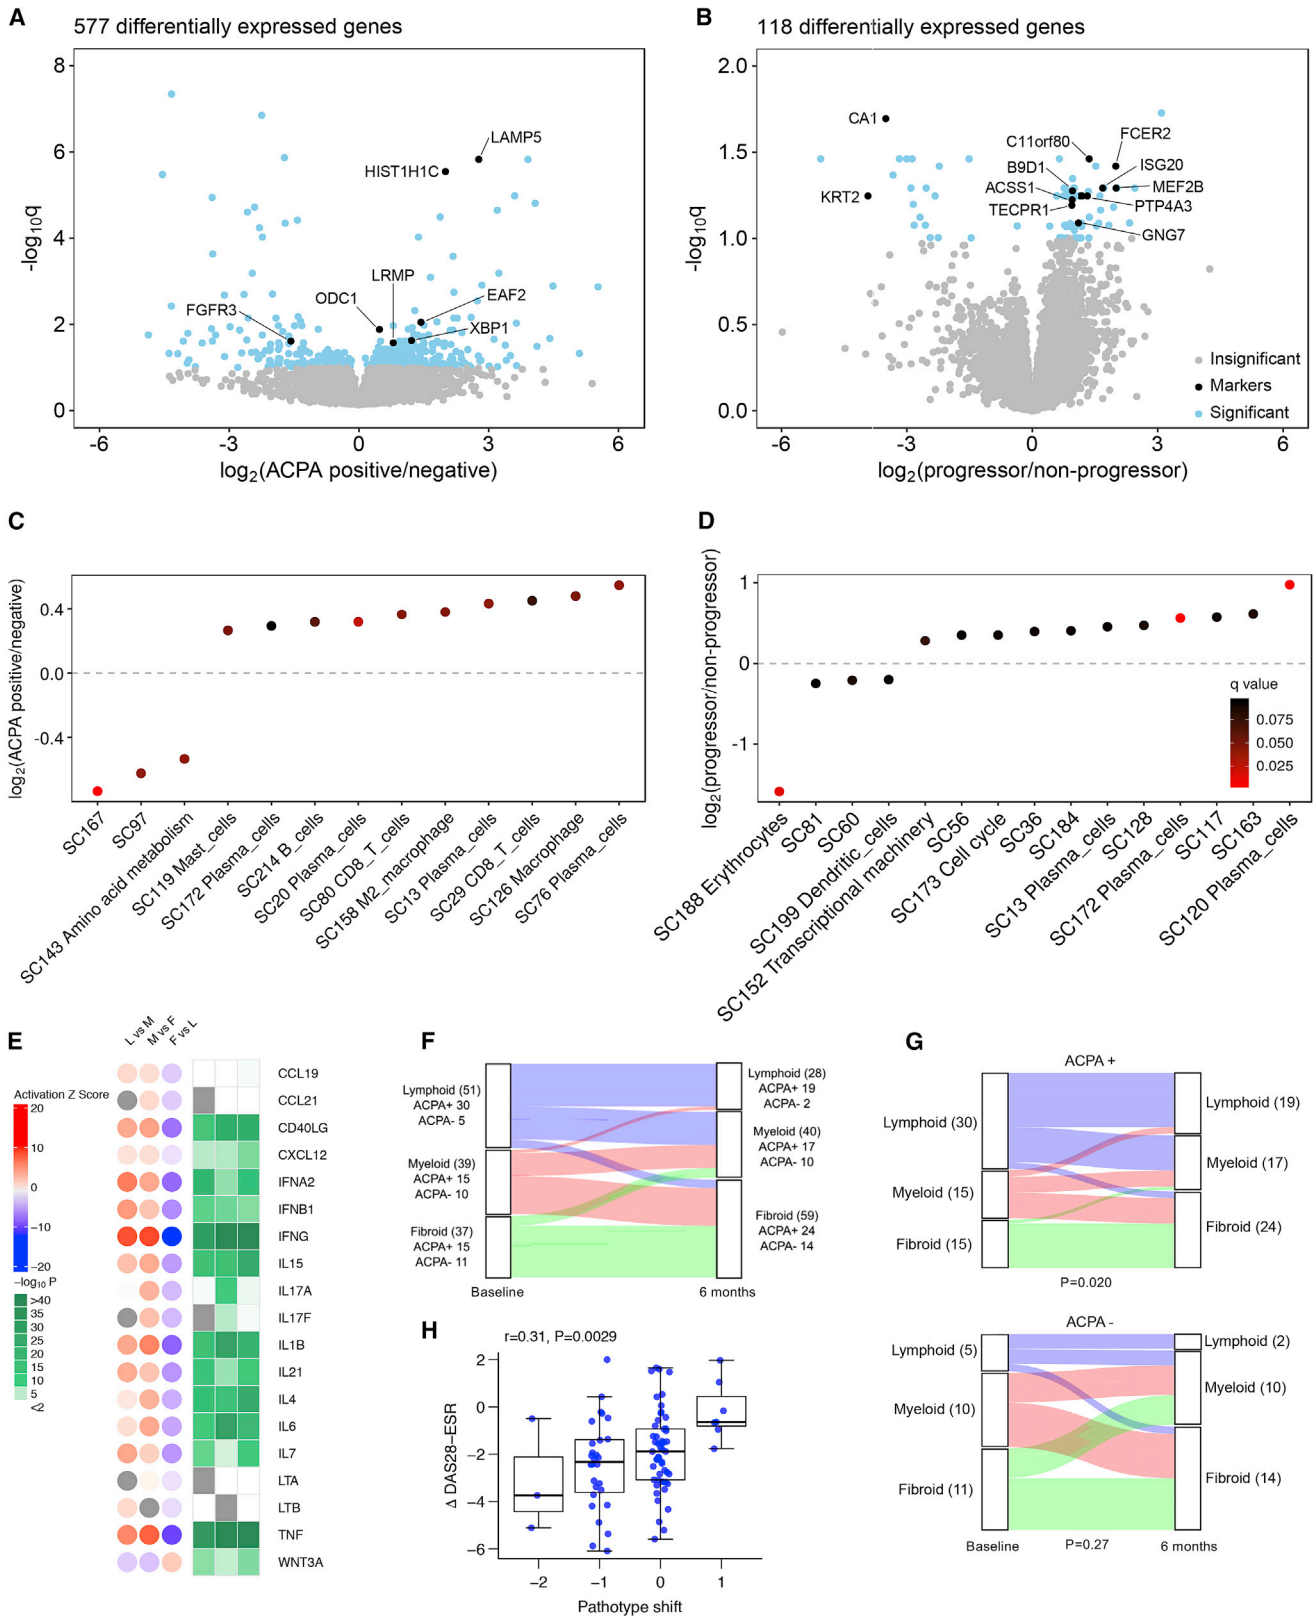 A
577 differentially expressed genes
8
6
4
2
0
-log10q
LAMP5
HIST1H1C
LRMP
ODC1
EAF2
FGFR3
XBP1
-6
-3
0
3
6
log2(ACPA positive/negative)
B
118 differentially expressed genes
2.0
1.5
1.0
0.5
0.0
-log10q
CA1
C11orf80
FCER2
B9D1
ISG20
KRT2
ACSS1
MEF2B
TECPR1
PTP4A3
GNG7
Insignificant
Markers
Significant
-6
-3
0
3
6
log2(progressor/non-progressor)
C
log2(ACPA positive/negative)
0.4
0.0
-0.4
SC167
SC97
SC143 Amino acid metabolism
SC119 Mast_cells
SC172 Plasma_cells
SC214 B_cells
SC20 Plasma_cells
SC80 CD8_T_cells
SC158 M2_macrophage
SC13 Plasma_cells
SC29 CD8_T_cells
SC126 Macrophage
SC76 Plasma_cells
D
log2(progressor/non-progressor)
1
0
-1
q value
0.075
0.050
0.025
SC188 Erythrocytes
SC81
SC60
SC199 Dendritic_cells
SC152 Transcriptional machinery
SC56
SC173 Cell cycle
SC36
SC184
SC13 Plasma_cells
SC128
SC172 Plasma_cells
SC117
SC163
SC120 Plasma_cells
E
L vs M
M vs F
F vs L
Activation Z Score
20
10
0
-10
-20
-log10 P
>40
35
30
25
20
15
10
5
<2
CCL19
CCL21
CD40LG
CXCL12
IFNA2
IFNB1
IFNG
IL15
IL17A
IL17F
IL1B
IL21
IL4
IL6
IL7
LTA
LTB
TNF
WNT3A
F
Lymphoid (51)
ACPA+ 30
ACPA- 5
Myeloid (39)
ACPA+ 15
ACPA- 10
Fibroid (37)
ACPA+ 15
ACPA- 11
Lymphoid (28)
ACPA+ 19
ACPA- 2
Myeloid (40)
ACPA+ 17
ACPA- 10
Fibroid (59)
ACPA+ 24
ACPA- 14
Baseline
6 months
G
ACPA +
Lymphoid (30)
Myeloid (15)
Fibroid (15)
Lymphoid (19)
Myeloid (17)
Fibroid (24)
P=0.020
ACPA -
Lymphoid (5)
Myeloid (10)
Fibroid (11)
Lymphoid (2)
Myeloid (10)
Fibroid (14)
Baseline
P=0.27
6 months
H
r=0.31, P=0.0029
2
0
-2
-4
-6
Δ DAS28-ESR
-2
-1
0
1
Pathotype shift